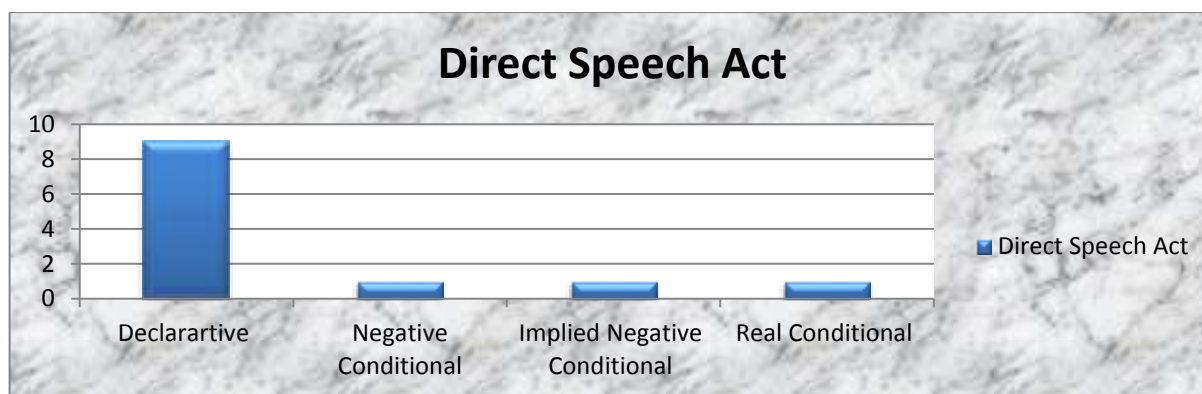 Direct Speech Act
10
8
6
4
2
0
Declarartive
Negative
Conditional
Implied Negative
Conditional
Real Conditional
Direct Speech Act